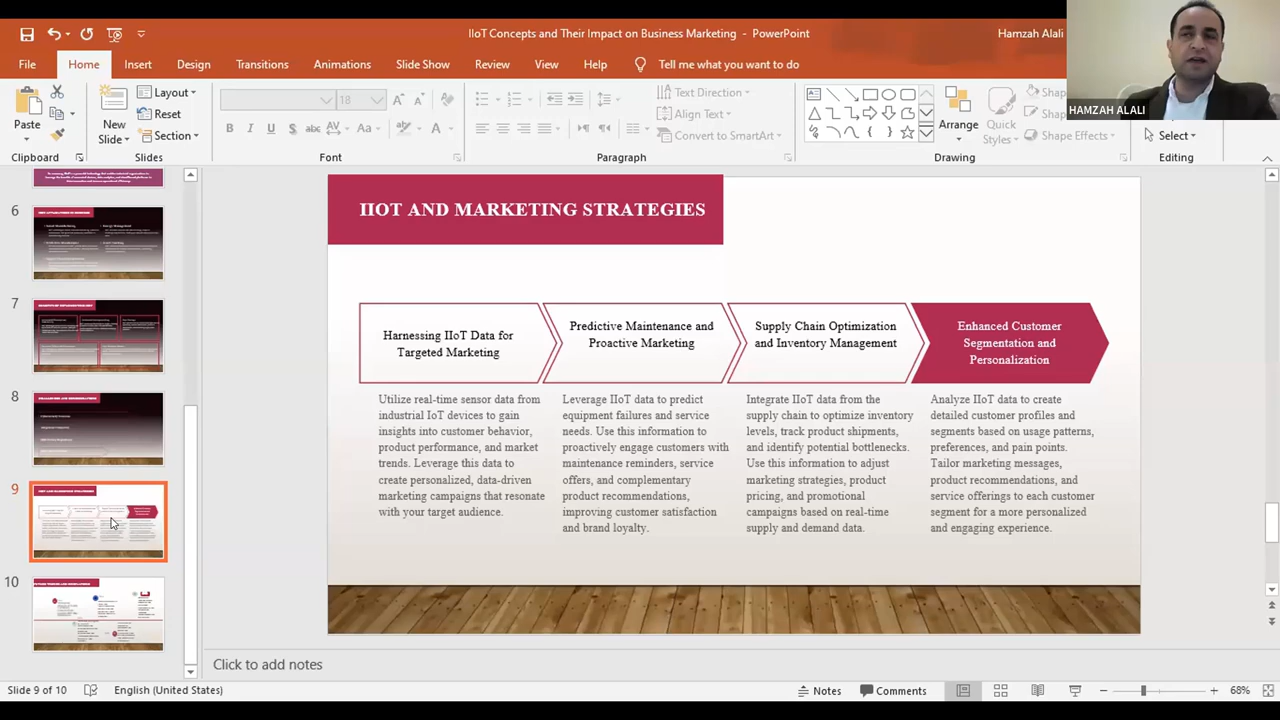 IIoT Concepts and Their Impact on Business Marketing - PowerPoint
Hamzah Alali
File Home Insert Design Transitions Animations Slide Show Review View Help Tell me what you want to do
HAMZAH ALALI
Paste
New
Slide
Layout
Reset
Section
18
B I U S abc AV Aa A
Text Direction
Align Text
Convert to SmartArt
Arrange
Quick
Styles
Shap
Shap
Shape Effects
Select
Clipboard Slides Font Paragraph Drawing Editing
6
7
8
9
10
IIOT AND MARKETING STRATEGIES
Harnessing IIoT Data for
Targeted Marketing
Utilize real-time sensor data from
industrial IoT devices to gain
insights into customer behavior,
product performance, and market
trends. Leverage this data to
create personalized, data-driven
marketing campaigns that resonate
with your target audience.
Predictive Maintenance and
Proactive Marketing
Leverage IIoT data to predict
equipment failures and service
needs. Use this information to
proactively engage customers with
maintenance reminders, service
offers, and complementary
product recommendations,
improving customer satisfaction
and brand loyalty.
Supply Chain Optimization
and Inventory Management
Integrate IIoT data from the
supply chain to optimize inventory
levels, track product shipments,
and identify potential bottlenecks.
Use this information to adjust
marketing strategies, product
pricing, and promotional
campaigns based on real-time
supply and demand data.
Enhanced Customer
Segmentation and
Personalization
Analyze IIoT data to create
detailed customer profiles and
segments based on usage patterns,
preferences, and pain points.
Tailor marketing messages,
product recommendations, and
service offerings to each customer
segment for a more personalized
and engaging experience.
Click to add notes
Slide 9 of 10 English (United States) Notes Comments 68%